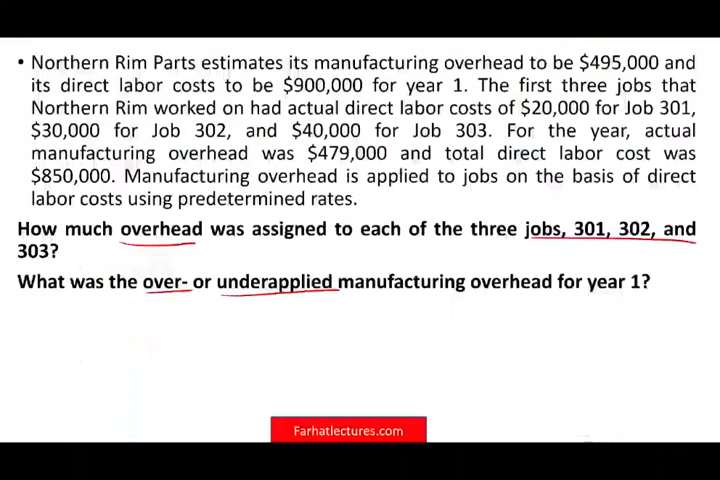 • Northern Rim Parts estimates its manufacturing overhead to be $495,000 and
its direct labor costs to be $900,000 for year 1. The first three jobs that
Northern Rim worked on had actual direct labor costs of $20,000 for Job 301,
$30,000 for Job 302, and $40,000 for Job 303. For the year, actual
manufacturing overhead was $479,000 and total direct labor cost was
$850,000. Manufacturing overhead is applied to jobs on the basis of direct
labor costs using predetermined rates.
How much overhead was assigned to each of the three jobs, 301, 302, and
303?
What was the over- or underapplied manufacturing overhead for year 1?
Farhatlectures.com